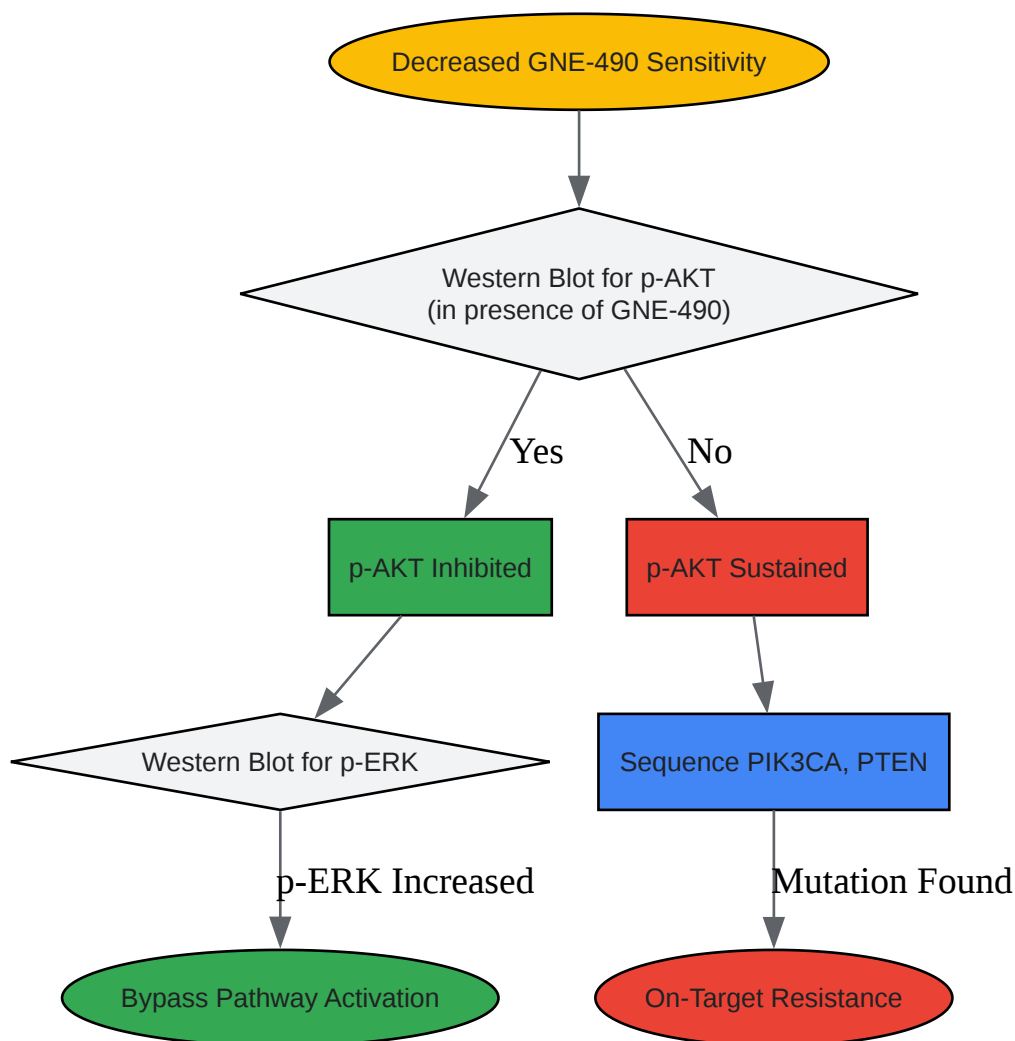 Decreased GNE-490 Sensitivity
Western Blot for p-AKT
(in presence of GNE-490)
Yes
No
p-AKT Inhibited
p-AKT Sustained
Western Blot for p-ERK
Sequence PIK3CA, PTEN
p-ERK Increased
Mutation Found
Bypass Pathway Activation
On-Target Resistance